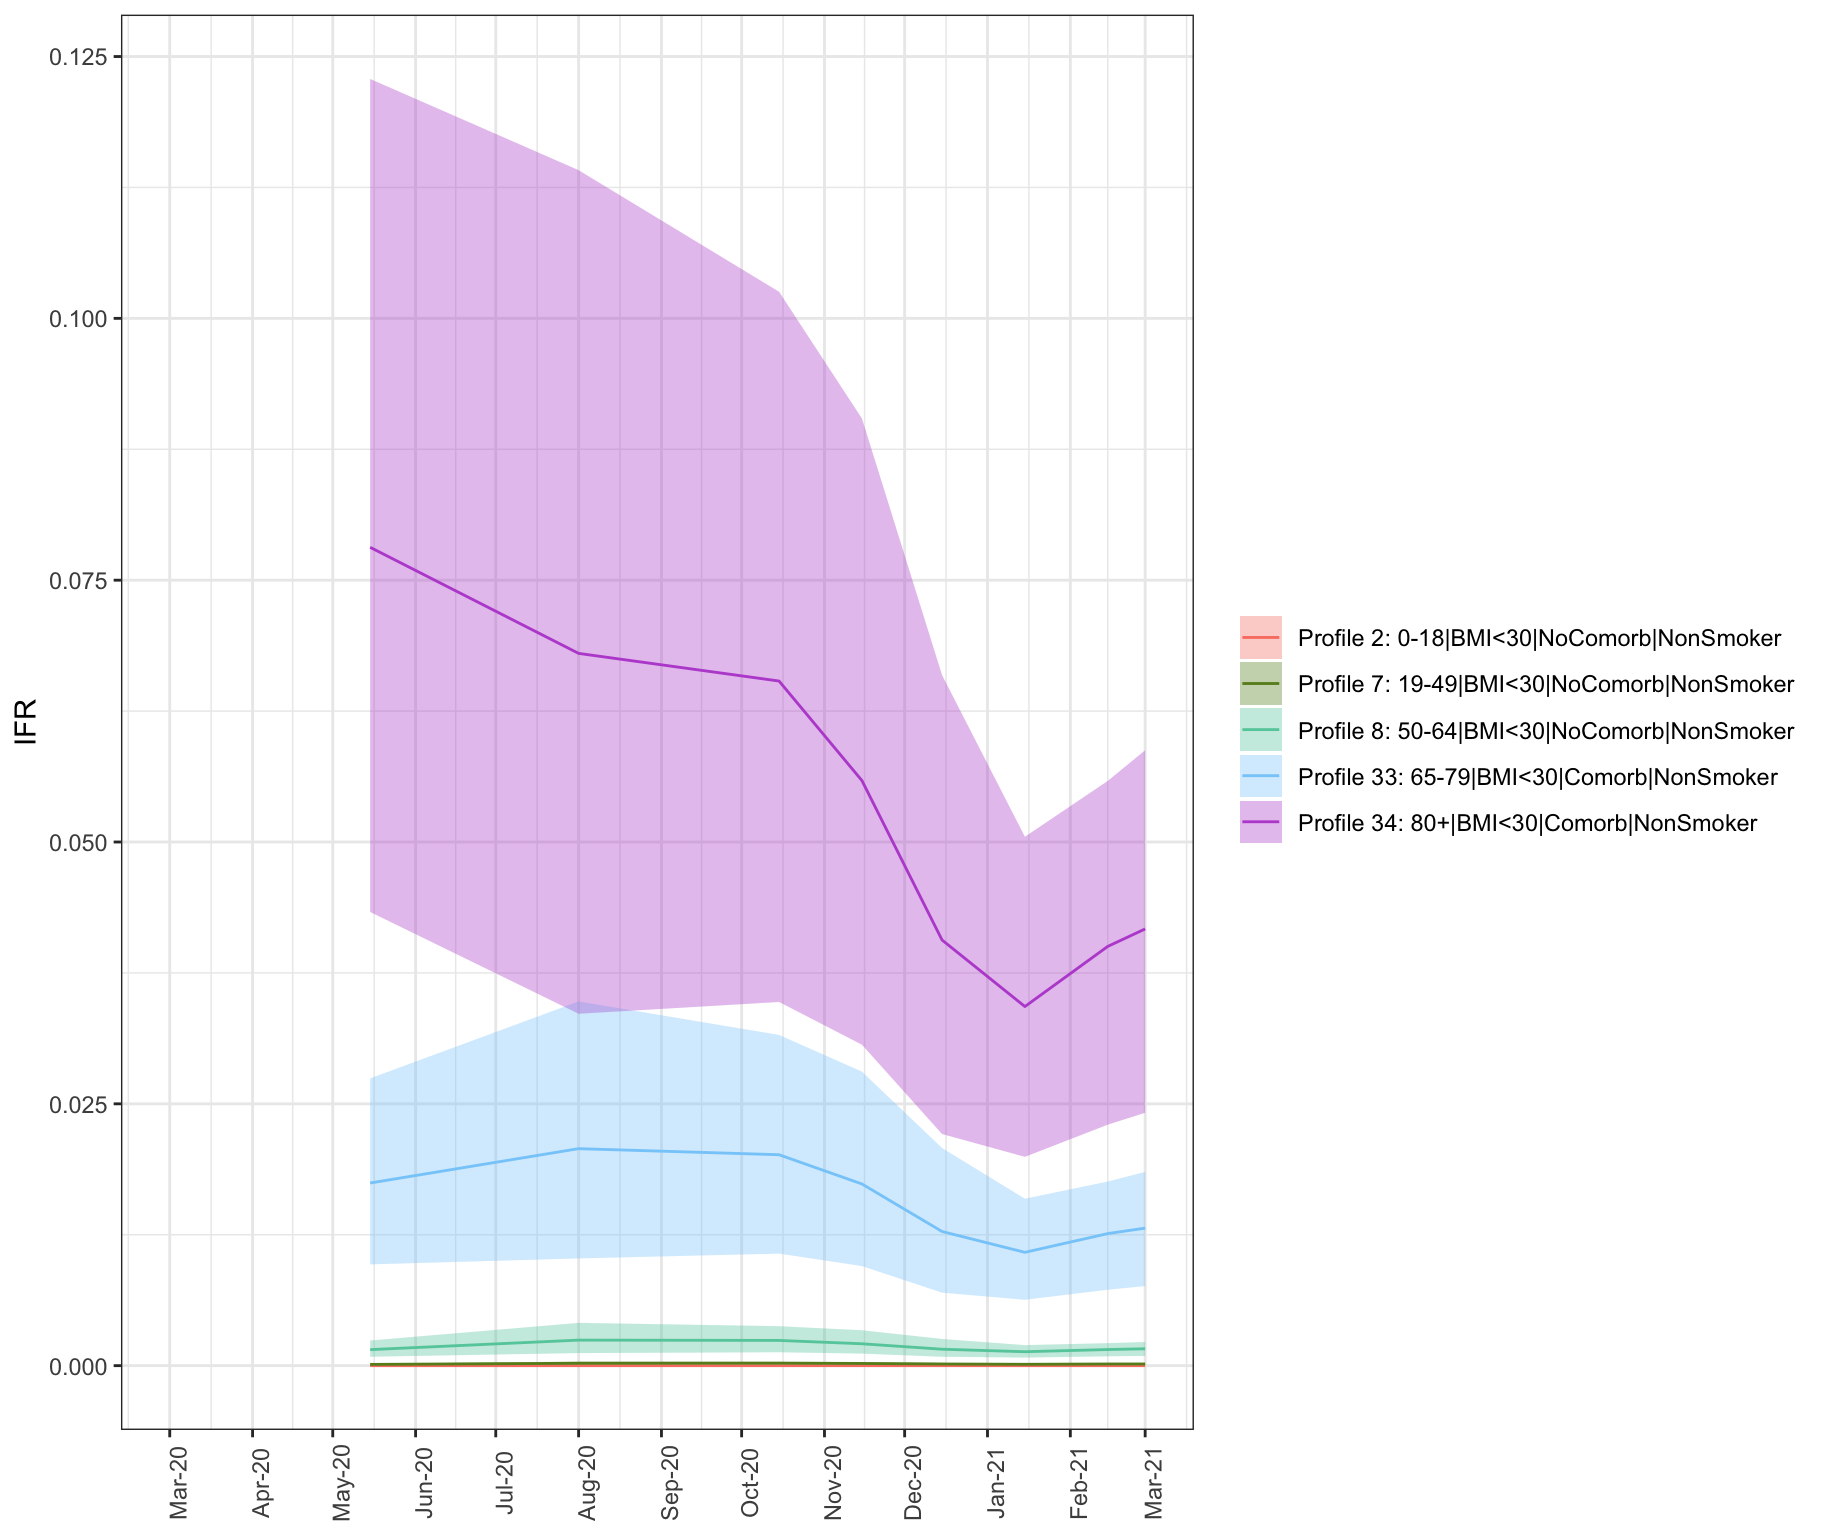 0.125
0.100
0.075
0.050
0.025
0.000
IFR
Mar-20
Apr-20
May-20
Jun-20
Jul-20
Aug-20
Sep-20
Oct-20
Nov-20
Dec-20
Jan-21
Feb-21
Mar-21
Profile 2: 0-18|BMI<30|NoComorb|NonSmoker
Profile 7: 19-49|BMI<30|NoComorb|NonSmoker
Profile 8: 50-64|BMI<30|NoComorb|NonSmoker
Profile 33: 65-79|BMI<30|Comorb|NonSmoker
Profile 34: 80+|BMI<30|Comorb|NonSmoker